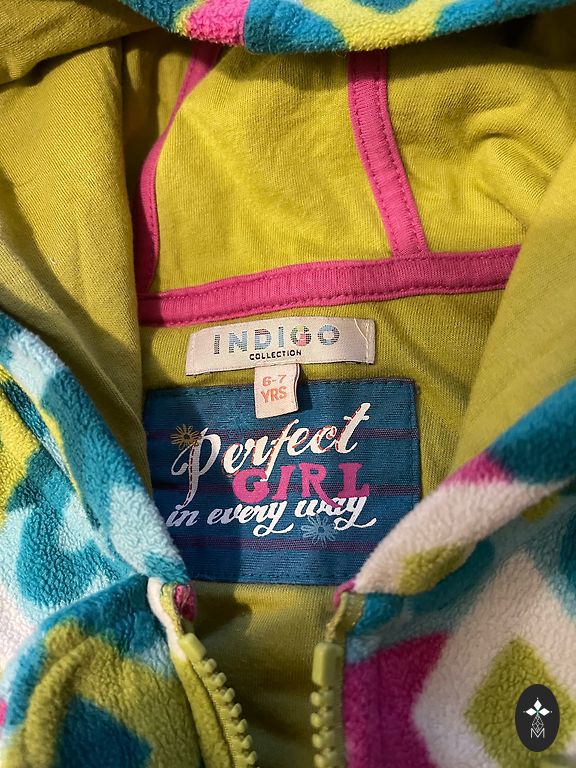 INDIGO
COLLECTION
6-7
YRS
Perfect
GIRL
in every way
M